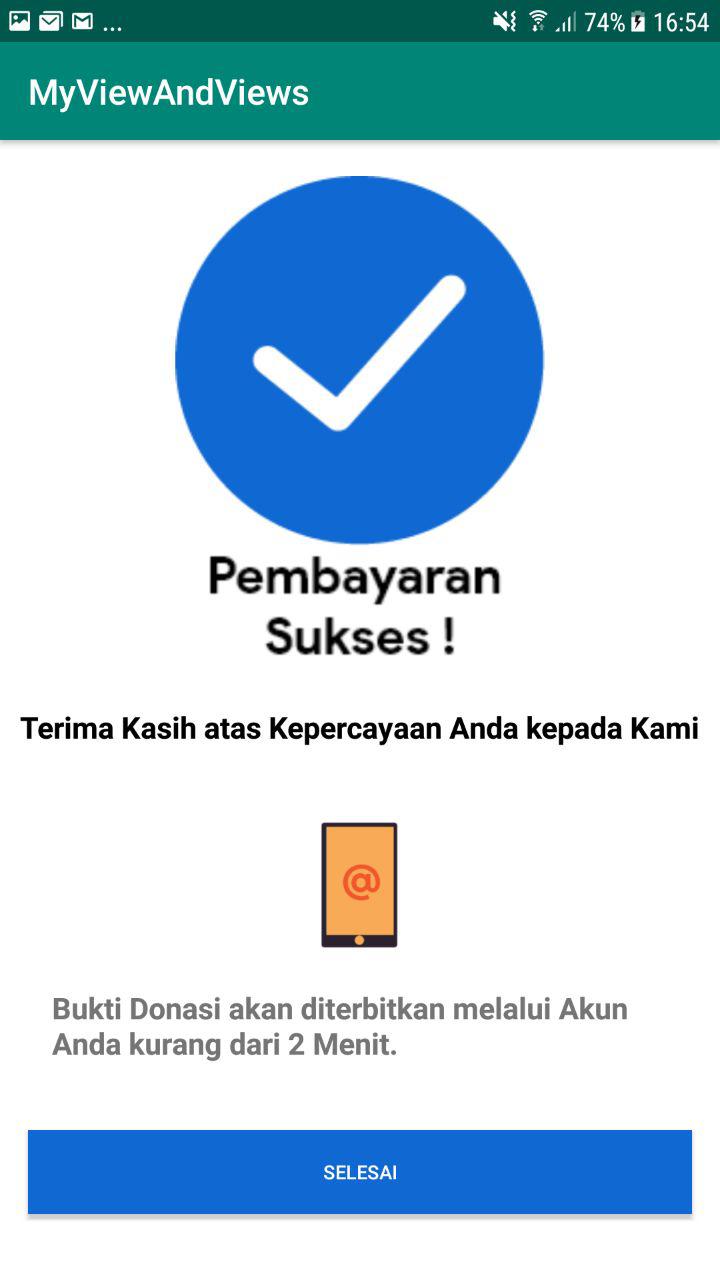 ... 74% 16:54
MyViewAndViews
Pembayaran
Sukses !
Terima Kasih atas Kepercayaan Anda kepada Kami
@
Bukti Donasi akan diterbitkan melalui Akun
Anda kurang dari 2 Menit.
SELESAI